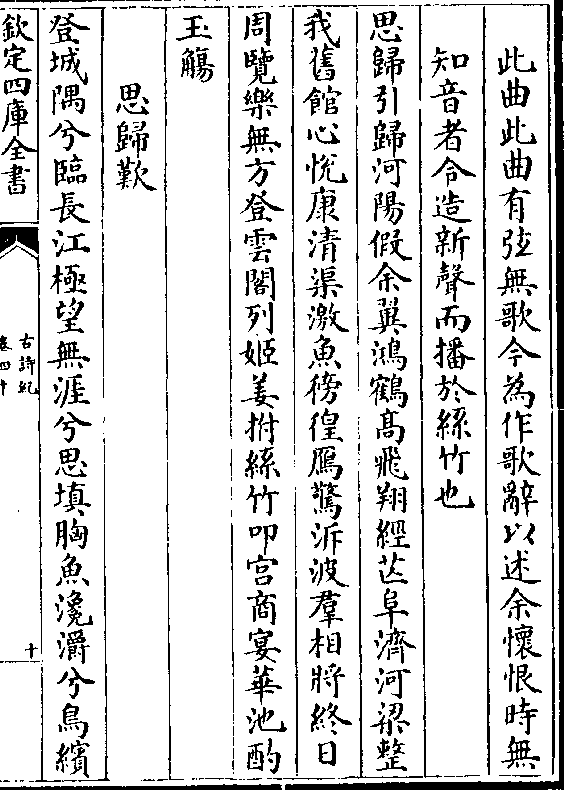 此曲此曲有弦無歌今為作歌辭以述余懷恨時無
知音者令造新聲而播於絲竹也
思歸引歸河陽假余翼鴻鶴高飛翔經芒阜濟河梁整
我舊館心悅康清渠激魚徬徨鴈驚泝波羣相將終日
周覽樂無方登雲閣列姬姜拊絲竹叩宫商宴華池酌
玉觴
思歸歎
登城隅兮臨長江極望無涯兮思填胸魚瀺灂兮鳥繽
欽定四庫全書
古詩紀
卷四十
十